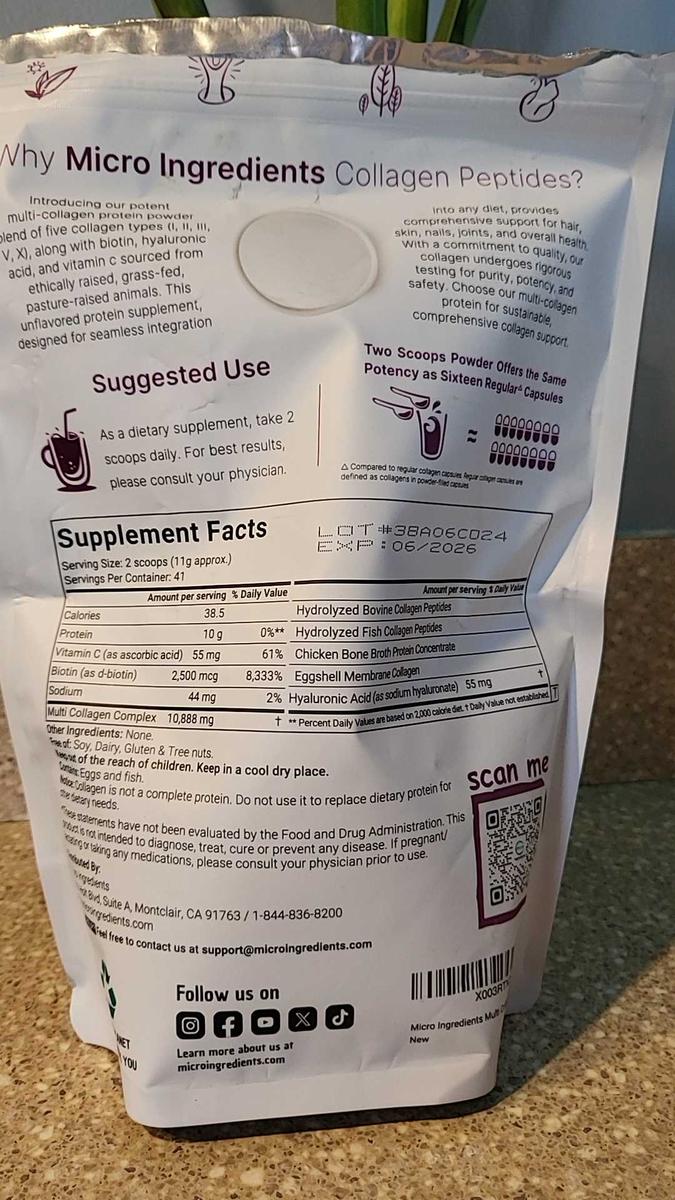 Why Micro Ingredients Collagen Peptides?
Introducing our potent
multi-collagen protein powder
blend of five collagen types (I, II, III,
V, X), along with biotin, hyaluronic
acid, and vitamin c sourced from
ethically raised, grass-fed,
pasture-raised animals. This
unflavored protein supplement,
designed for seamless integration
into any diet, provides
comprehensive support for hair,
skin, nails, joints, and overall health.
With a commitment to quality, our
collagen undergoes rigorous
testing for purity, potency, and
safety. Choose our multi-collagen
protein for sustainable,
comprehensive collagen support.
Suggested Use
As a dietary supplement, take 2
scoops daily. For best results,
please consult your physician.
Two Scoops Powder Offers the Same
Potency as Sixteen Regular△ Capsules
≈
△ Compared to regular collagen capsules. Regular collagen capsules are
defined as collagens in powder-filled capsules
Supplement Facts
LOT#38A06C024
EXP:06/2026
Serving Size: 2 scoops (11g approx.)
Servings Per Container: 41
Amount per serving % Daily Value
Calories 38.5
Protein 10 g 0%**
Vitamin C (as ascorbic acid) 55 mg 61%
Biotin (as d-biotin) 2,500 mcg 8,333%
Sodium 44 mg 2%
Multi Collagen Complex 10,888 mg †
Amount per serving % Daily Value
Hydrolyzed Bovine Collagen Peptides
Hydrolyzed Fish Collagen Peptides
Chicken Bone Broth Protein Concentrate
Eggshell Membrane Collagen
Hyaluronic Acid (as sodium hyaluronate) 55 mg †
** Percent Daily Values are based on 2,000 calorie diet. † Daily Value not established.
Other Ingredients: None.
of: Soy, Dairy, Gluten & Tree nuts.
out of the reach of children. Keep in a cool dry place.
Eggs and fish.
Collagen is not a complete protein. Do not use it to replace dietary protein for
dietary needs.
statements have not been evaluated by the Food and Drug Administration. This
is not intended to diagnose, treat, cure or prevent any disease. If pregnant/
or taking any medications, please consult your physician prior to use.
By:
Blvd, Suite A, Montclair, CA 91763 / 1-844-836-8200
Feel free to contact us at support@microingredients.com
scan me
Follow us on
Learn more about us at
microingredients.com
Micro Ingredients
New
YOU